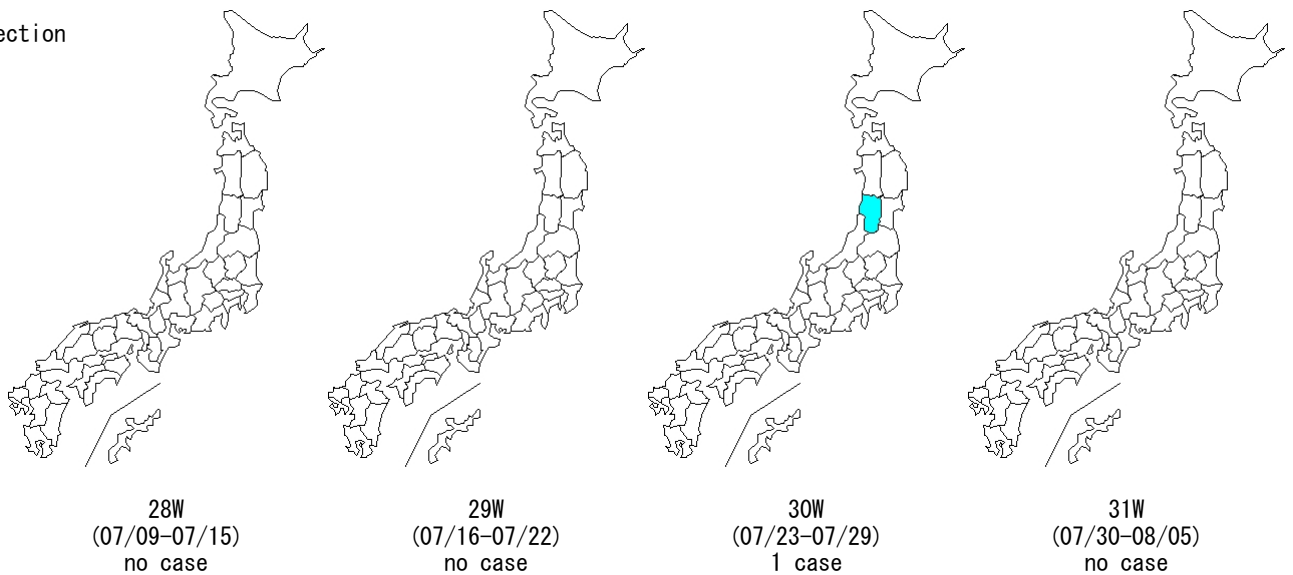 ection
28W
(07/09-07/15)
no case
29W
(07/16-07/22)
no case
30W
(07/23-07/29)
1 case
31W
(07/30-08/05)
no case